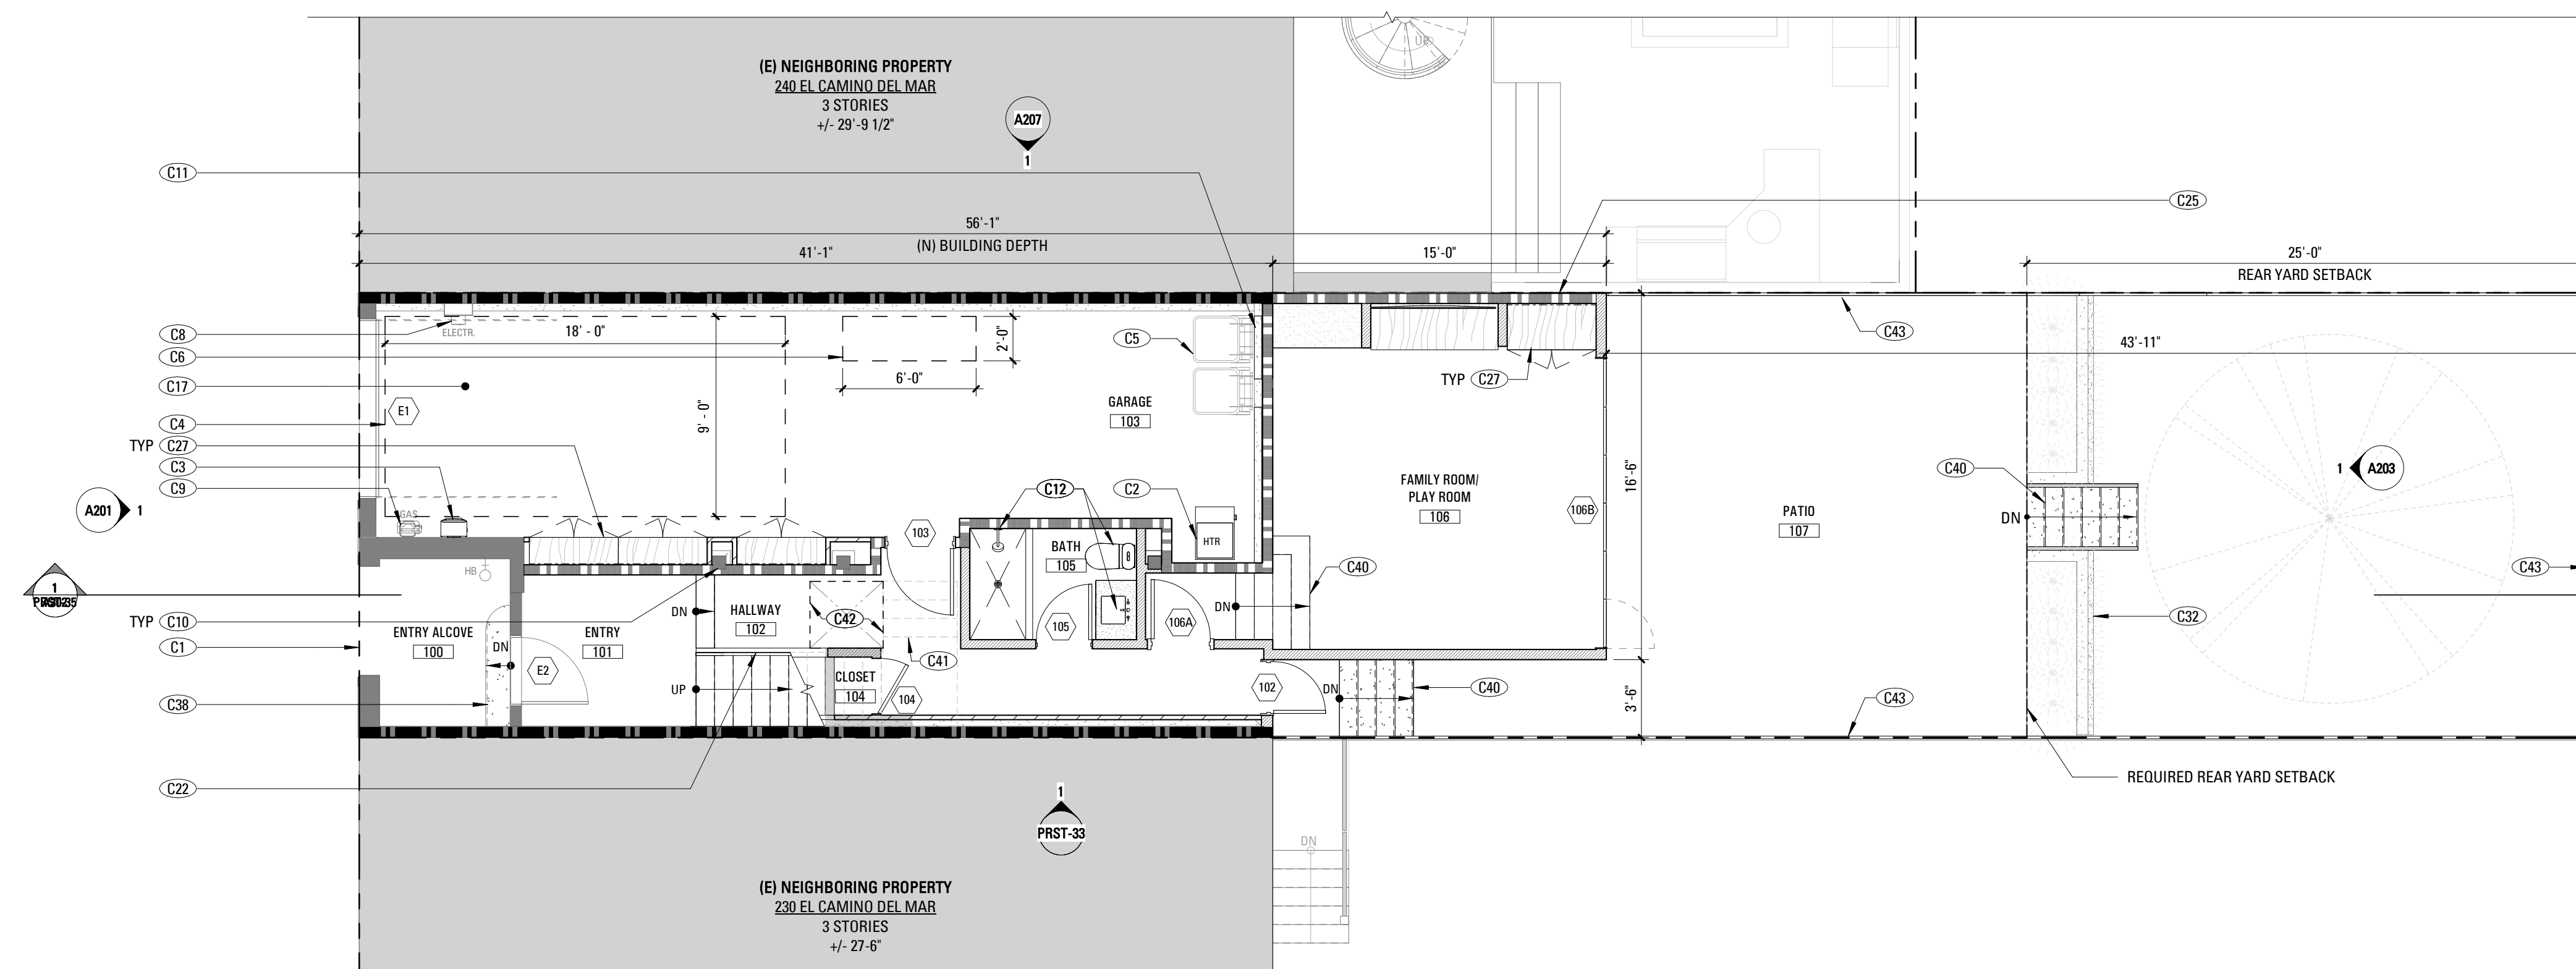 (E) NEIGHBORING PROPERTY
240 EL CAMINO DEL MAR
3 STORIES
+/- 29'-9 1/2"
A207
1
UP
C11
C25
56'-1"
(N) BUILDING DEPTH
41'-1"
15'-0"
25'-0"
REAR YARD SETBACK
C8
ELECTR.
18' - 0"
C6
2'-0"
C5
C43
43'-11"
6'-0"
TYP C27
C17
GARAGE
103
E1
9' - 0"
C4
TYP C27
C3
C9
GAS
A201
1
C12
C2
FAMILY ROOM/
PLAY ROOM
106
106B
16'-6"
PATIO
107
C40
DN
1
A203
103
HTR
BATH
105
HB
C40
C43
1
DN
HALLWAY
102
C42
DN
106A
105
C32
TYP C10
ENTRY ALCOVE
100
DN
ENTRY
101
C1
C41
E2
CLOSET
104
104
UP
102
DN
C40
3'-6"
C43
C38
REQUIRED REAR YARD SETBACK
C22
1
PRST-33
DN
(E) NEIGHBORING PROPERTY
230 EL CAMINO DEL MAR
3 STORIES
+/- 27-6"